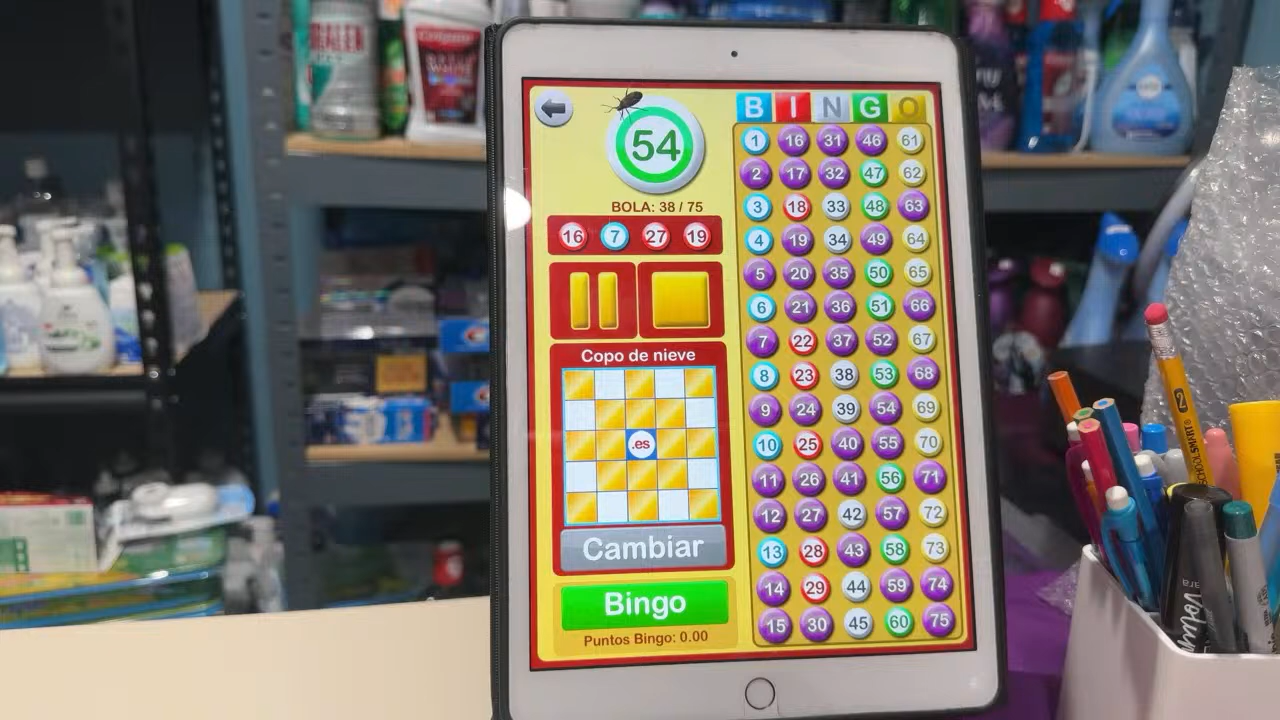 54
BOLA: 38 / 75
16 7 27 19
Copo de nieve
.es
Cambiar
Bingo
Puntos Bingo: 0.00
B I N G O
1 16 31 46 61
2 17 32 47 62
3 18 33 48 63
4 19 34 49 64
5 20 35 50 65
6 21 36 51 66
7 22 37 52 67
8 23 38 53 68
9 24 39 54 69
10 25 40 55 70
11 26 41 56 71
12 27 42 57 72
13 28 43 58 73
14 29 44 59 74
15 30 45 60 75
2